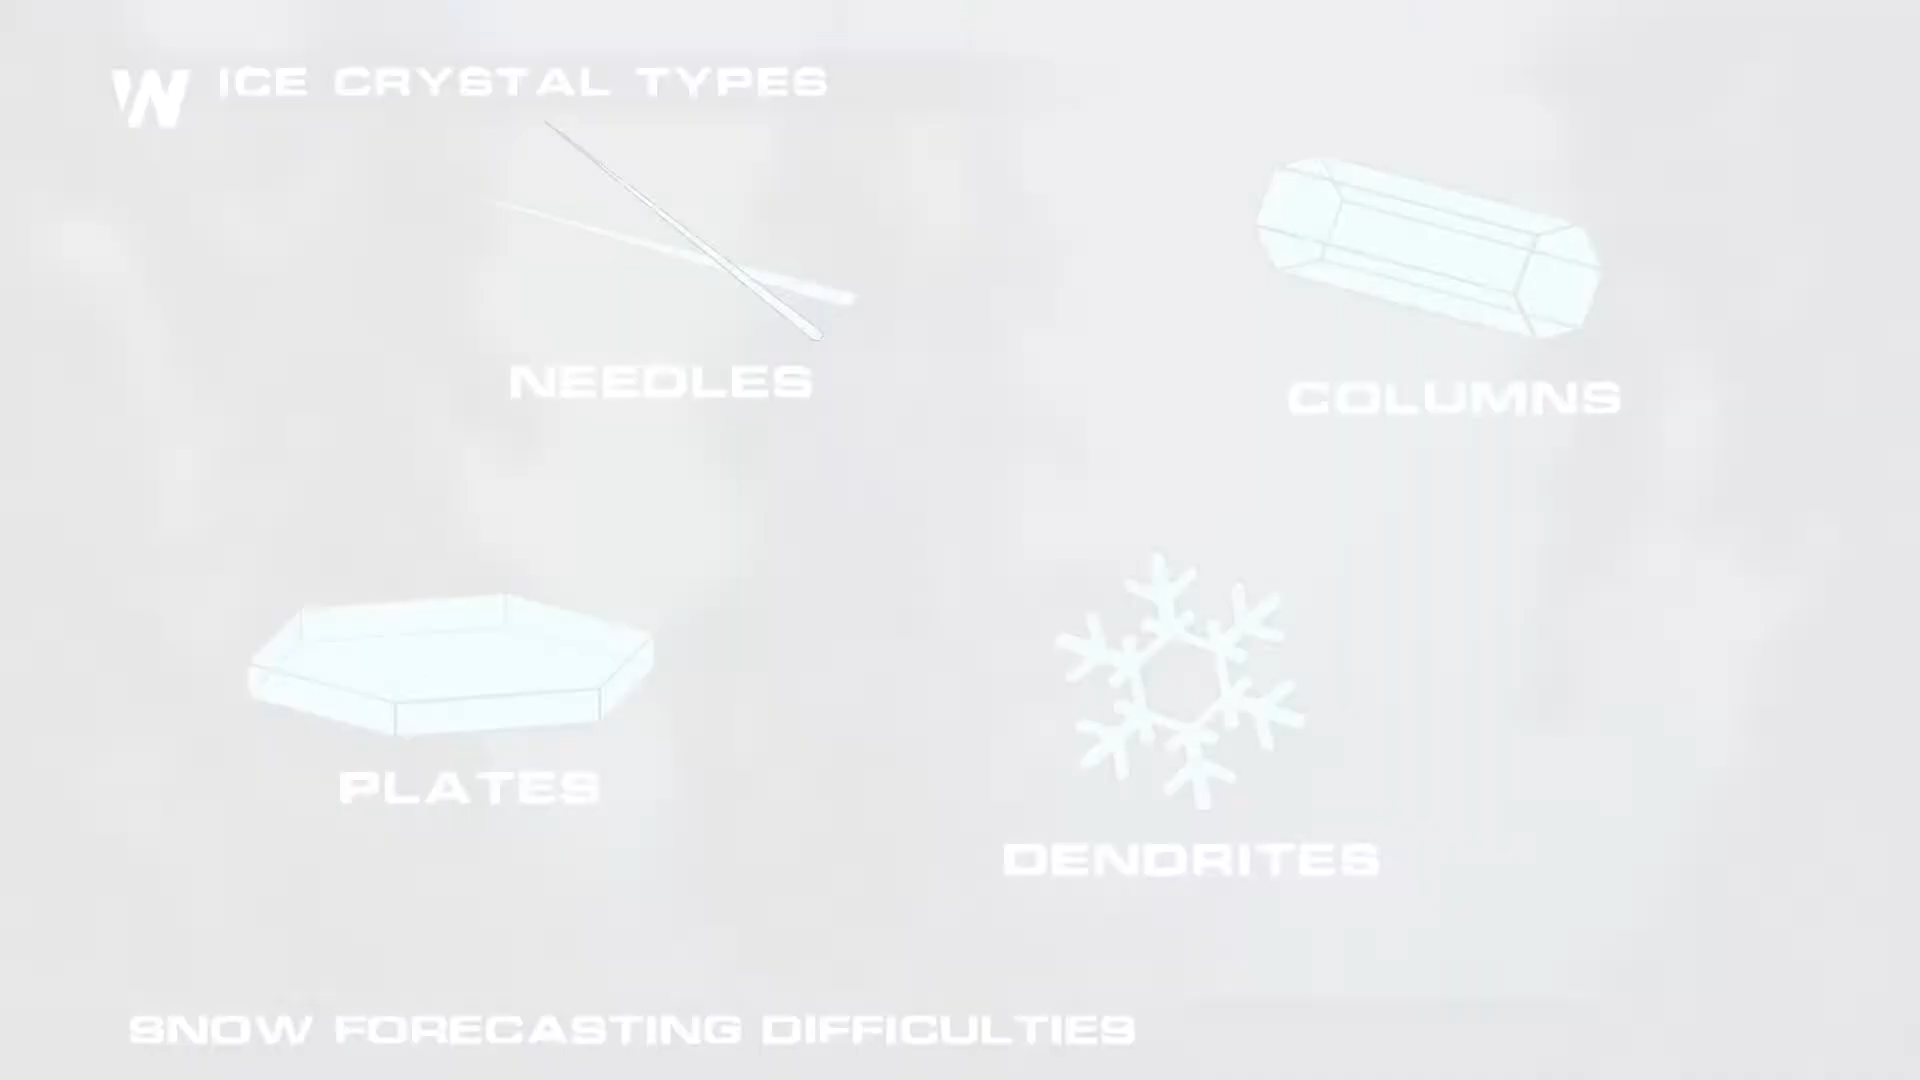 W ICE CRYSTAL TYPES
NEEDLES
COLUMNS
PLATES
DENDRITES
SNOW FORECASTING DIFFICULTIES